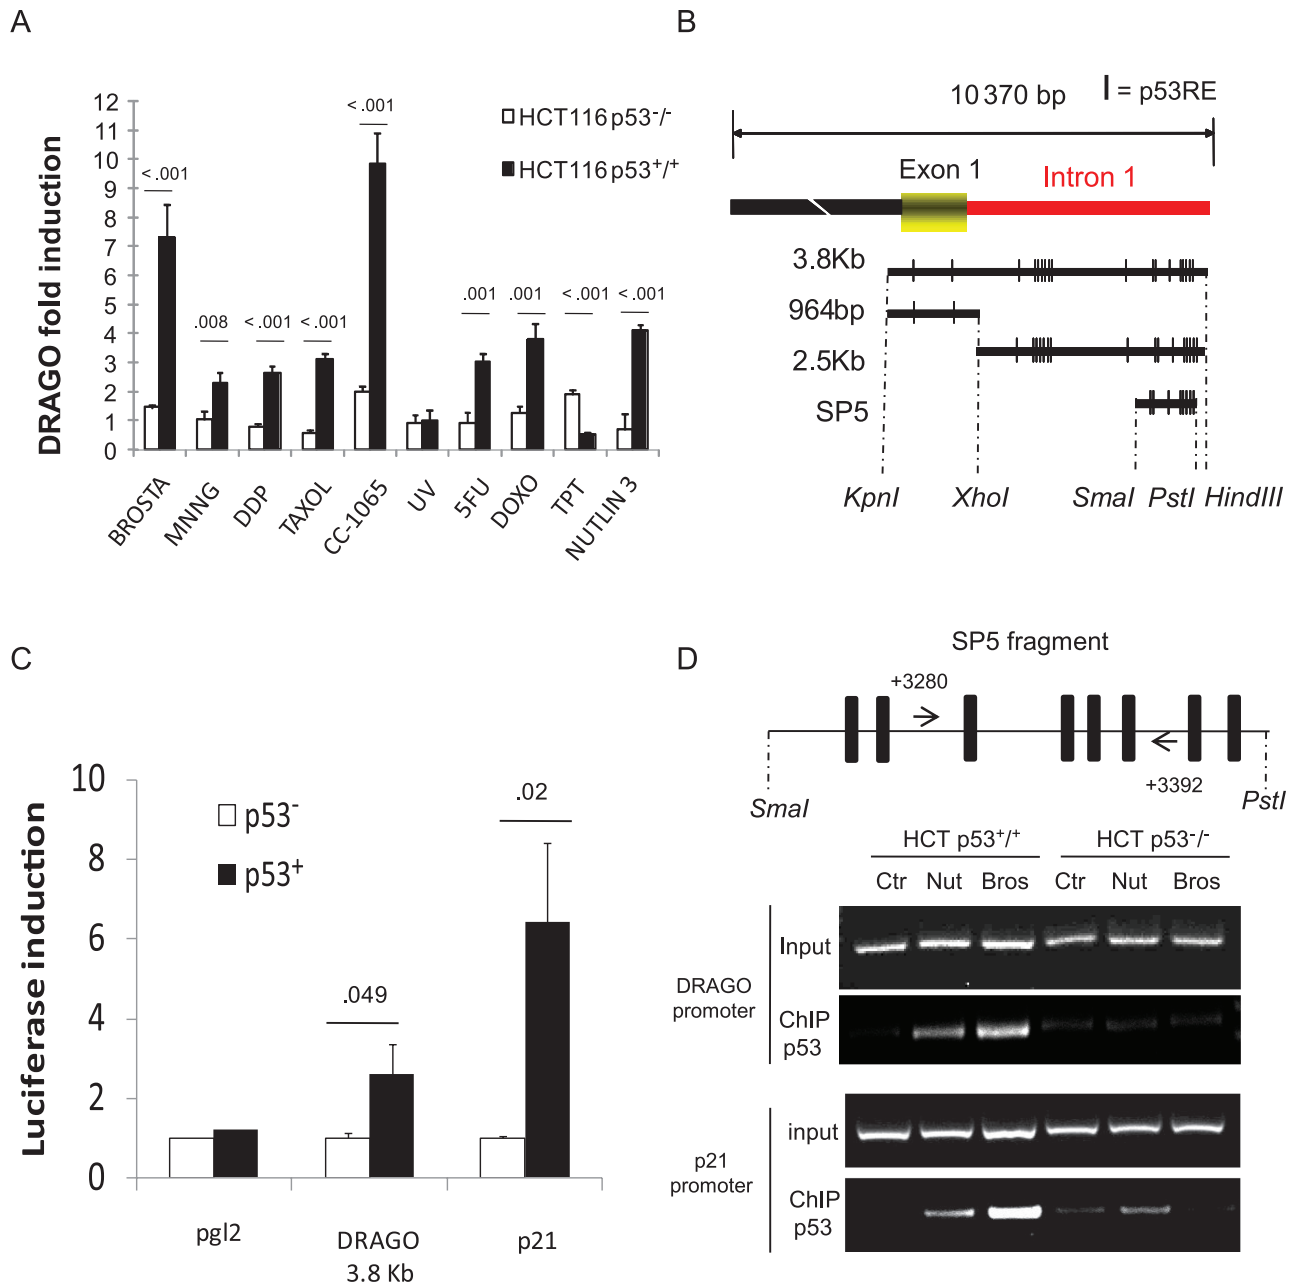 A
DRAGO fold induction
12
11
10
9
8
7
6
5
4
3
2
1
0
< .001
.008
< .001
< .001
< .001
.001
.001
< .001
< .001
HCT116 p53-/-
HCT116 p53+/+
BROSTA
MNNG
DDP
TAXOL
CC-1065
UV
5FU
DOXO
TPT
NUTLIN 3
B
10 370 bp
I = p53RE
Exon 1
Intron 1
3.8Kb
964bp
2.5Kb
SP5
KpnI
XhoI
SmaI
PstI
HindIII
C
Luciferase induction
10
8
6
4
2
0
p53-
p53+
.049
.02
pgl2
DRAGO
3.8 Kb
p21
D
SP5 fragment
+3280
+3392
SmaI
PstI
HCT p53+/+
HCT p53-/-
Ctr Nut Bros Ctr Nut Bros
DRAGO
promoter
Input
ChIP
p53
p21
promoter
input
ChIP
p53